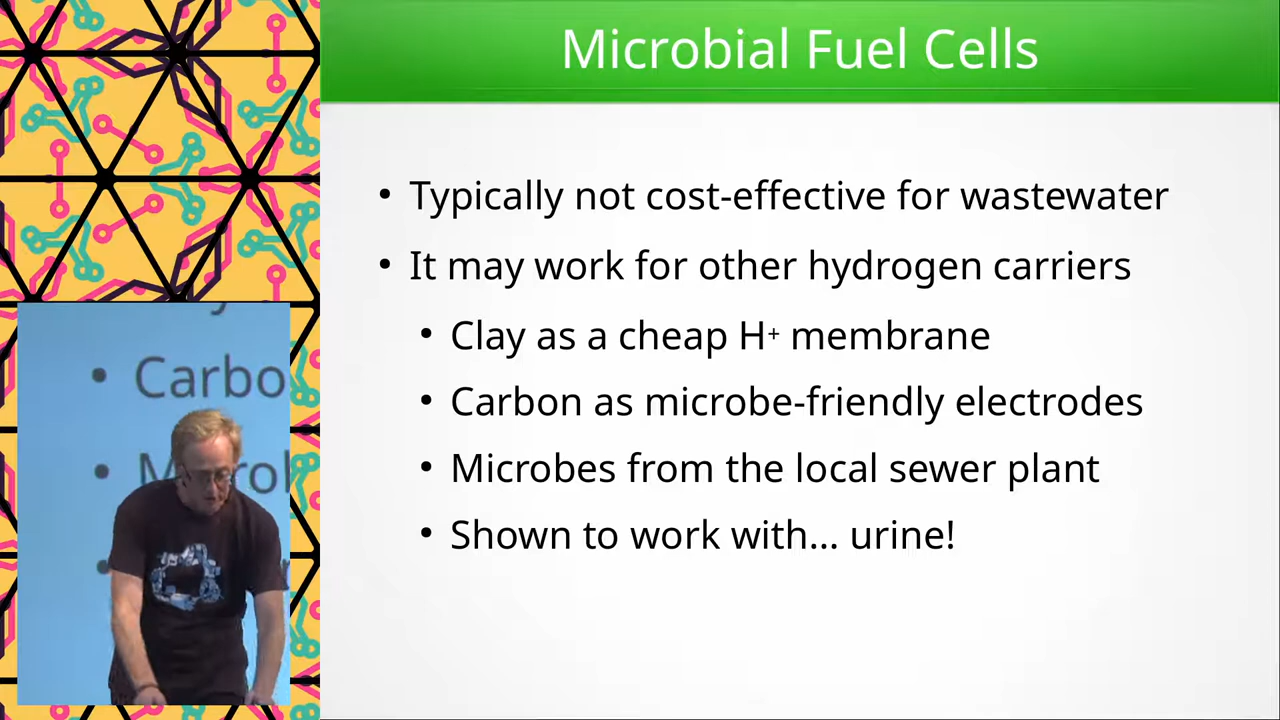 Microbial Fuel Cells
• Typically not cost-effective for wastewater
• It may work for other hydrogen carriers
• Clay as a cheap H+ membrane
• Carbon as microbe-friendly electrodes
• Microbes from the local sewer plant
• Shown to work with... urine!
• Carbo